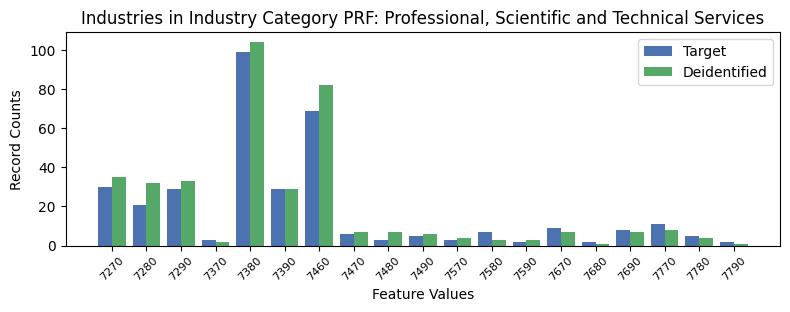 Industries in Industry Category PRF: Professional, Scientific and Technical Services
Target
Deidentified
Record Counts
100
80
60
40
20
0
7270 7280 7290 7370 7380 7390 7460 7470 7480 7490 7570 7580 7590 7670 7680 7690 7770 7780 7790
Feature Values